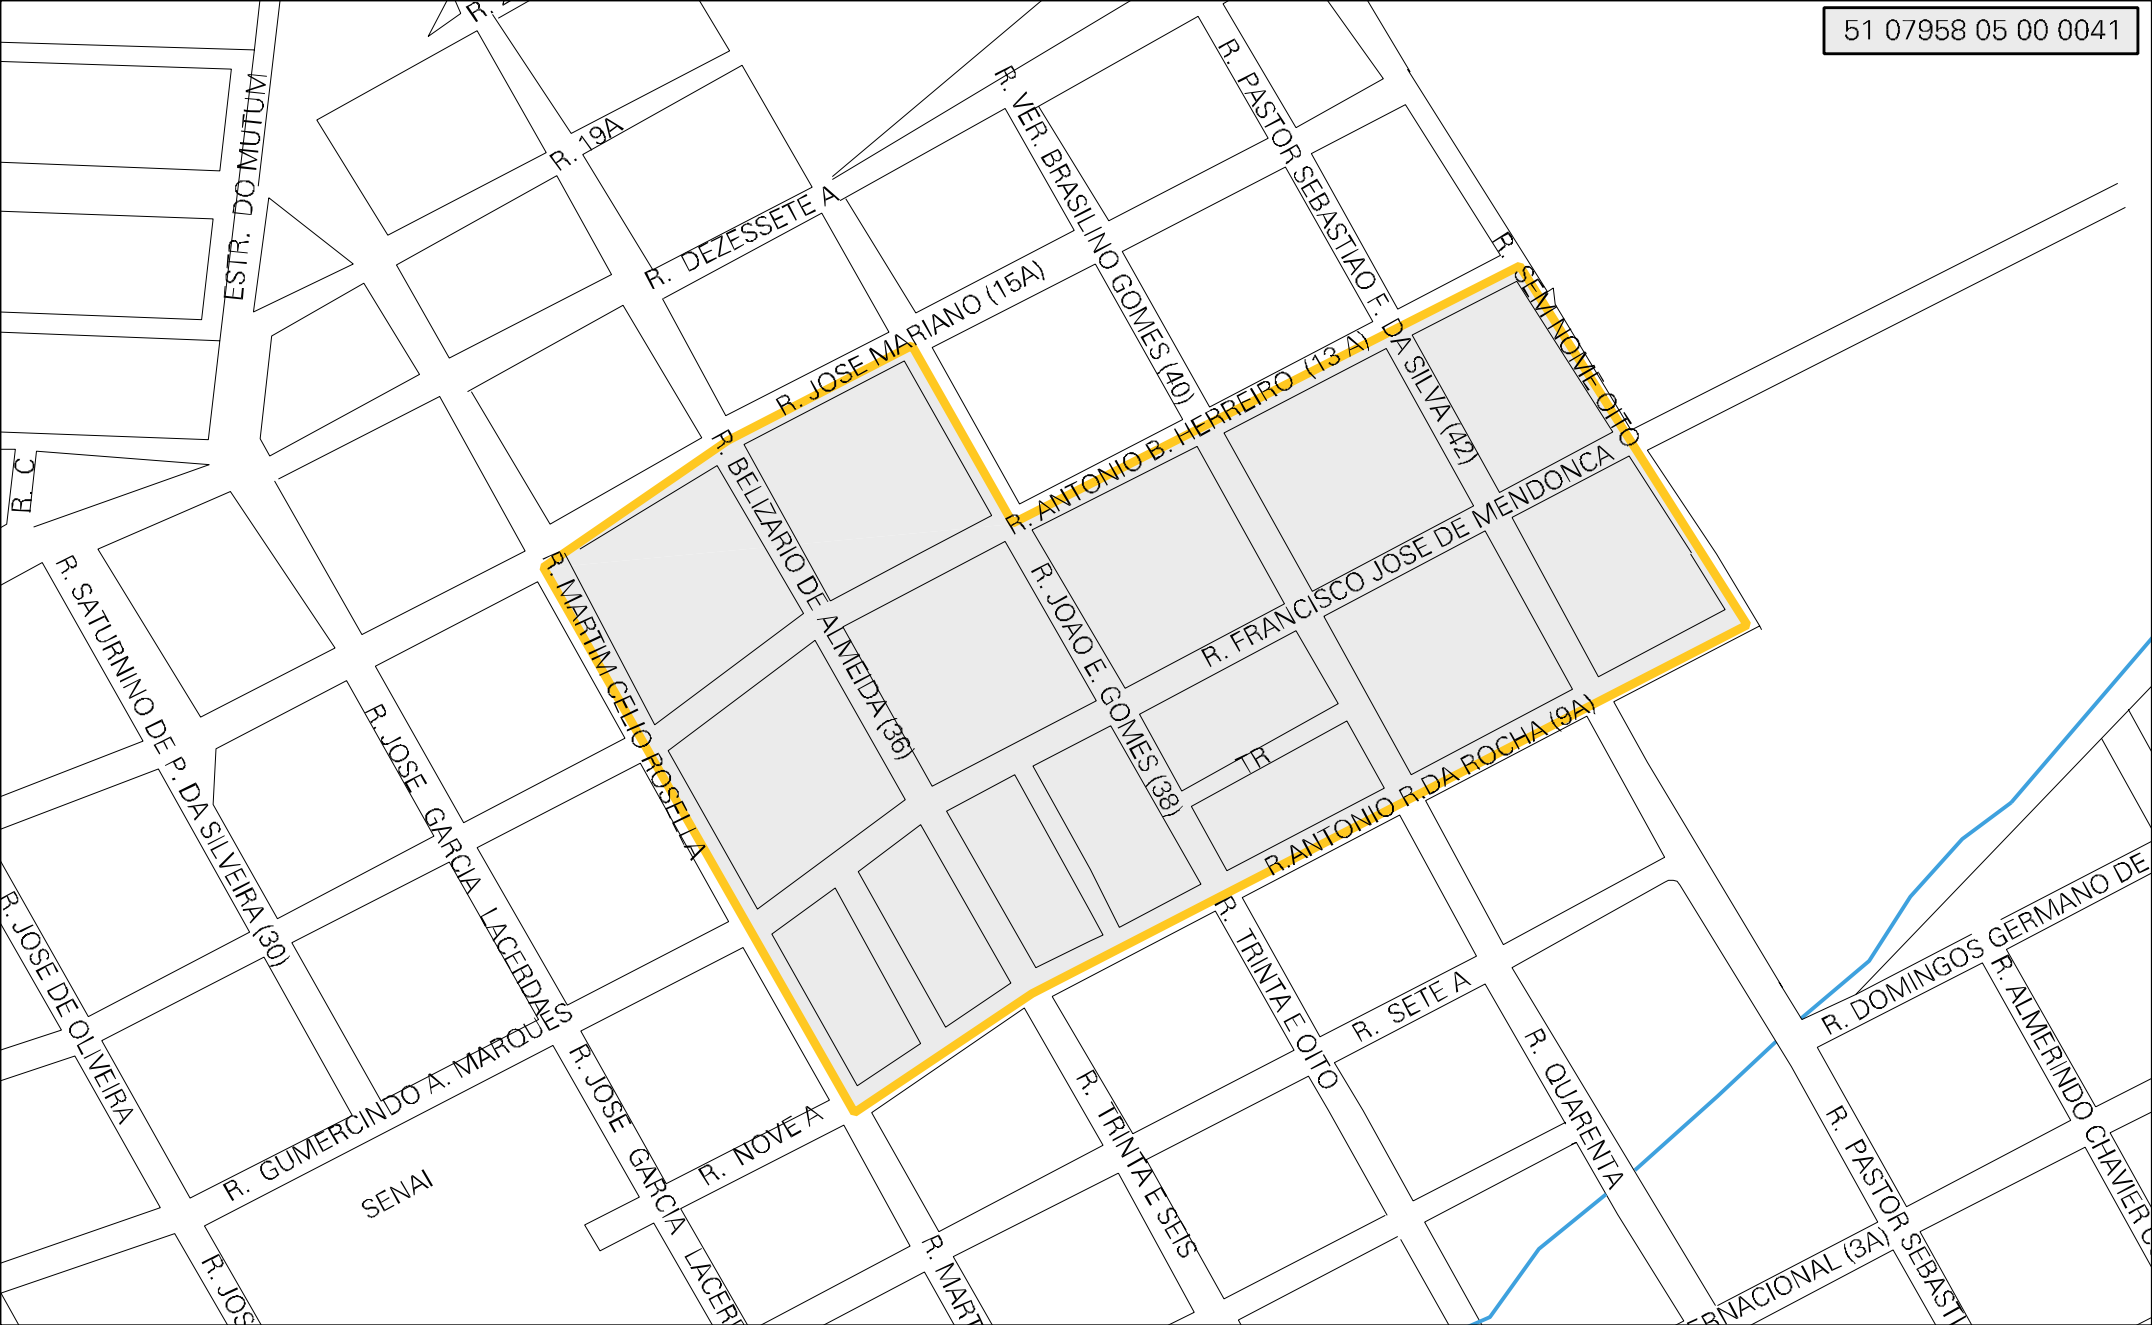 51 07958 05 00 0041
ESTR. DO MUTUM
R. 19A
R. DEZESSETE A
R. VER. BRASILINO GOMES (40)
R. PASTOR SEBASTIAO F. DA SILVA (42)
R. JOSE MARIANO (15A)
R. SEM NOME OITO
R. ANTONIO B. HERREIRO (13 A)
R. C
R. BELIZARIO DE ALMEIDA (36)
R. FRANCISCO JOSE DE MENDONCA
R. MARTIM CELIO ROSELLA
R. JOAO E. GOMES (38)
R. SATURNINO DE P. DA SILVEIRA (30)
R. JOSE GARCIA LACERDAES
TR
R.ANTONIO R.DA ROCHA (9A)
R. JOSE DE OLIVEIRA
R. TRINTA E OITO
R. SETE A
R. DOMINGOS GERMANO DE
R. ALMERINDO CHAVIER
R. GUMERCINDO A. MARQUES
R. JOSE GARCIA LACER
R. QUARENTA
R. NOVE A
R. TRINTA E SEIS
SENAI
R. PASTOR SEBASTI
R. MART
R. JOS
RNACIONAL (3A)